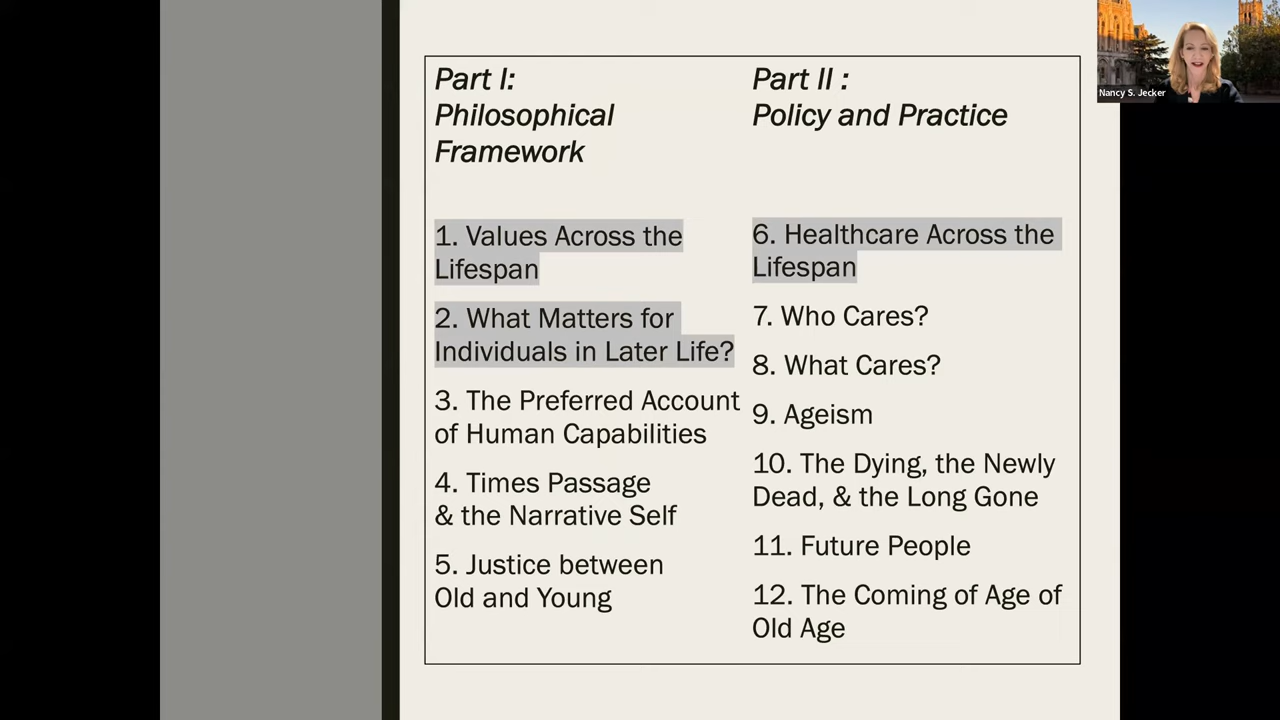 Part I:
Philosophical
Framework
1. Values Across the
Lifespan
2. What Matters for
Individuals in Later Life?
3. The Preferred Account
of Human Capabilities
4. Times Passage
& the Narrative Self
5. Justice between
Old and Young
Part II :
Policy and Practice
6. Healthcare Across the
Lifespan
7. Who Cares?
8. What Cares?
9. Ageism
10. The Dying, the Newly
Dead, & the Long Gone
11. Future People
12. The Coming of Age of
Old Age
Nancy S. Jecker